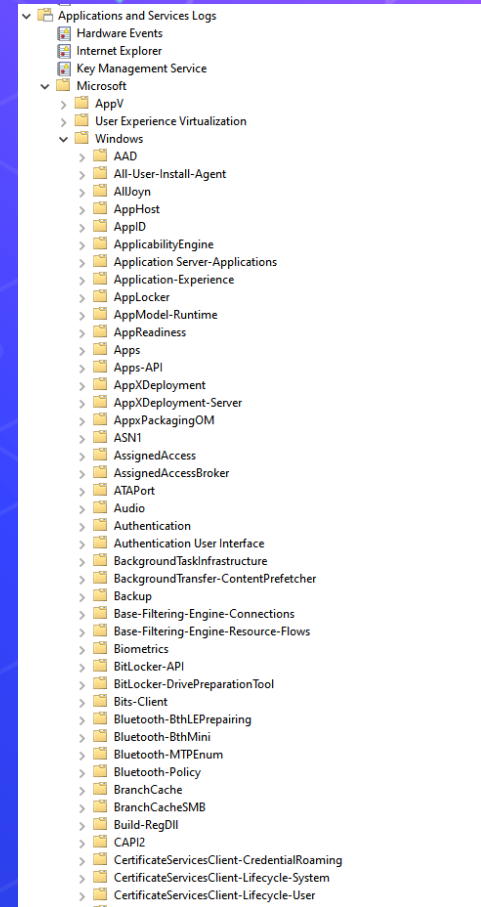 Applications and Services Logs
Hardware Events
Internet Explorer
Key Management Service
Microsoft
AppV
User Experience Virtualization
Windows
AAD
All-User-Install-Agent
AllJoyn
AppHost
AppID
ApplicabilityEngine
Application Server-Applications
Application-Experience
AppLocker
AppModel-Runtime
AppReadiness
Apps
Apps-API
AppXDeployment
AppXDeployment-Server
AppxPackagingOM
ASN1
AssignedAccess
AssignedAccessBroker
ATAPort
Audio
Authentication
Authentication User Interface
BackgroundTaskInfrastructure
BackgroundTransfer-ContentPrefetcher
Backup
Base-Filtering-Engine-Connections
Base-Filtering-Engine-Resource-Flows
Biometrics
BitLocker-API
BitLocker-DrivePreparationTool
Bits-Client
Bluetooth-BthLEPrepairing
Bluetooth-BthMini
Bluetooth-MTPEnum
Bluetooth-Policy
BranchCache
BranchCacheSMB
Build-RegDll
CAPI2
CertificateServicesClient-CredentialRoaming
CertificateServicesClient-Lifecycle-System
CertificateServicesClient-Lifecycle-User